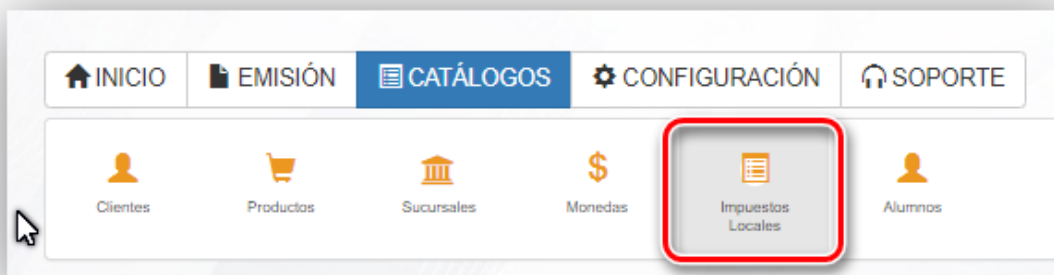 INICIO EMISIÓN CATÁLOGOS CONFIGURACIÓN SOPORTE
Clientes Productos Sucursales Monedas Impuestos Locales Alumnos